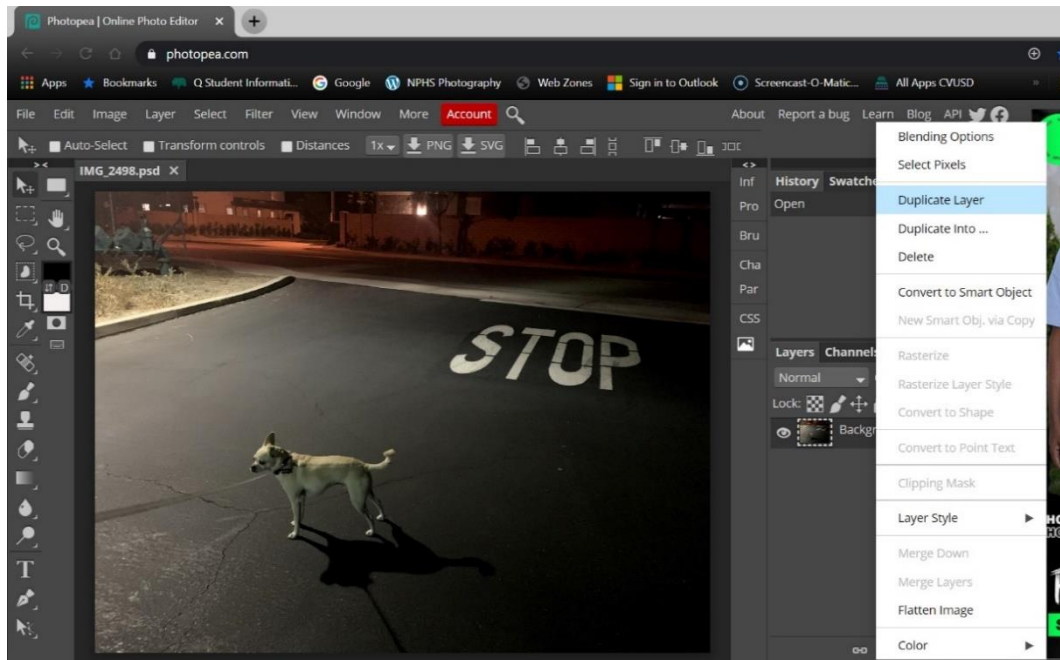 Photopea | Online Photo Editor
photopea.com
Apps Bookmarks Q Student Informati... Google NPHS Photography Web Zones Sign in to Outlook Screencast-O-Matic... All Apps CVUSD
File Edit Image Layer Select Filter View Window More Account About Report a bug Learn Blog API
Auto-Select Transform controls Distances 1x PNG SVG
IMG_2498.psd
Inf
Pro
Bru
Cha
Par
CSS
History Swatche
Open
Layers Channels
Normal
Lock:
Backgr
STOP
D
T
Blending Options
Select Pixels
Duplicate Layer
Duplicate Into ...
Delete
Convert to Smart Object
New Smart Obj. via Copy
Rasterize
Rasterize Layer Style
Convert to Shape
Convert to Point Text
Clipping Mask
Layer Style
Merge Down
Merge Layers
Flatten Image
Color